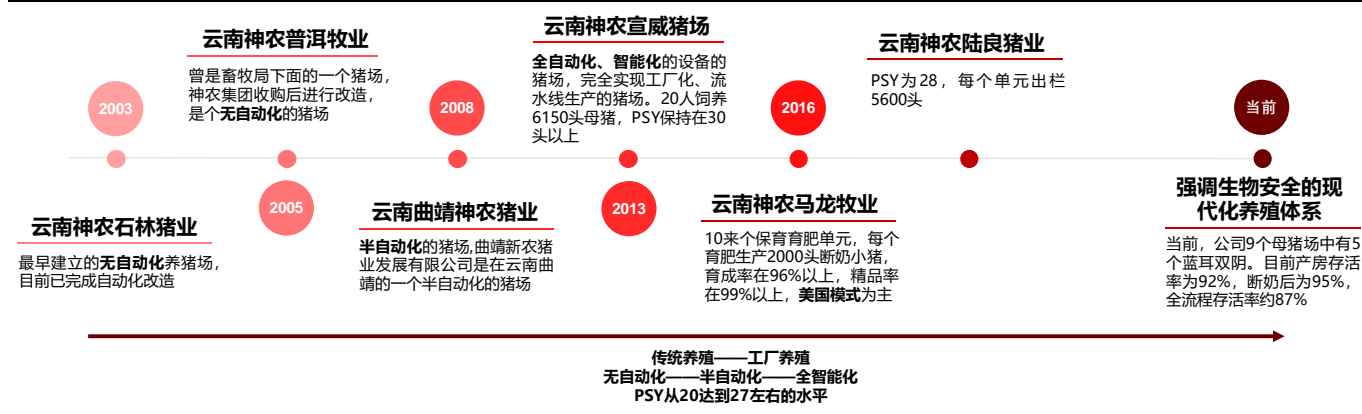 2003
云南神农石林猪业
最早建立的无自动化养猪场，
目前已完成自动化改造
云南神农普洱牧业
曾是畜牧局下面的一个猪场，
神农集团收购后进行改造，
是个无自动化的猪场
2005
2008
云南曲靖神农猪业
半自动化的猪场,曲靖新农猪
业发展有限公司是在云南曲
靖的一个半自动化的猪场
云南神农宣威猪场
全自动化、智能化的设备的
猪场，完全实现工厂化、流
水线生产的猪场。20人饲养
6150头母猪，PSY保持在30
头以上
2013
2016
云南神农马龙牧业
10来个保育育肥单元，每个
育肥生产2000头断奶小猪，
育成率在96%以上，精品率
在99%以上，美国模式为主
云南神农陆良猪业
PSY为28，每个单元出栏
5600头
当前
强调生物安全的现
代化养殖体系
当前，公司9个母猪场中有5
个蓝耳双阴。目前产房存活
率为92%，断奶后为95%，
全流程存活率约87%
传统养殖——工厂养殖
无自动化——半自动化——全智能化
PSY从20达到27左右的水平